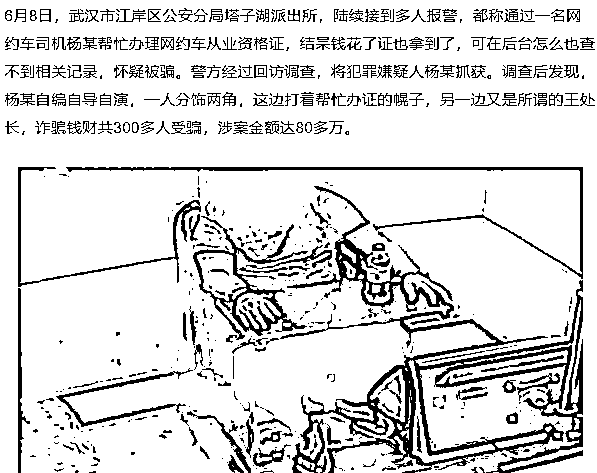 6月8日，武汉市江岸区公安分局塔子湖派出所，陆续接到多人报警，都称通过一名网
约车司机杨某帮忙办理网约车从业资格证，结果钱花了证也拿到了，可在后台怎么也查
不到相关记录，怀疑被骗。警方经过回访调查，将犯罪嫌疑人杨某抓获。调查后发现，
杨某自编自导自演，一人分饰两角，这边打着帮忙办证的幌子，另一边又是所谓的王处
长，诈骗钱财共300多人受骗，涉案金额达80多万。